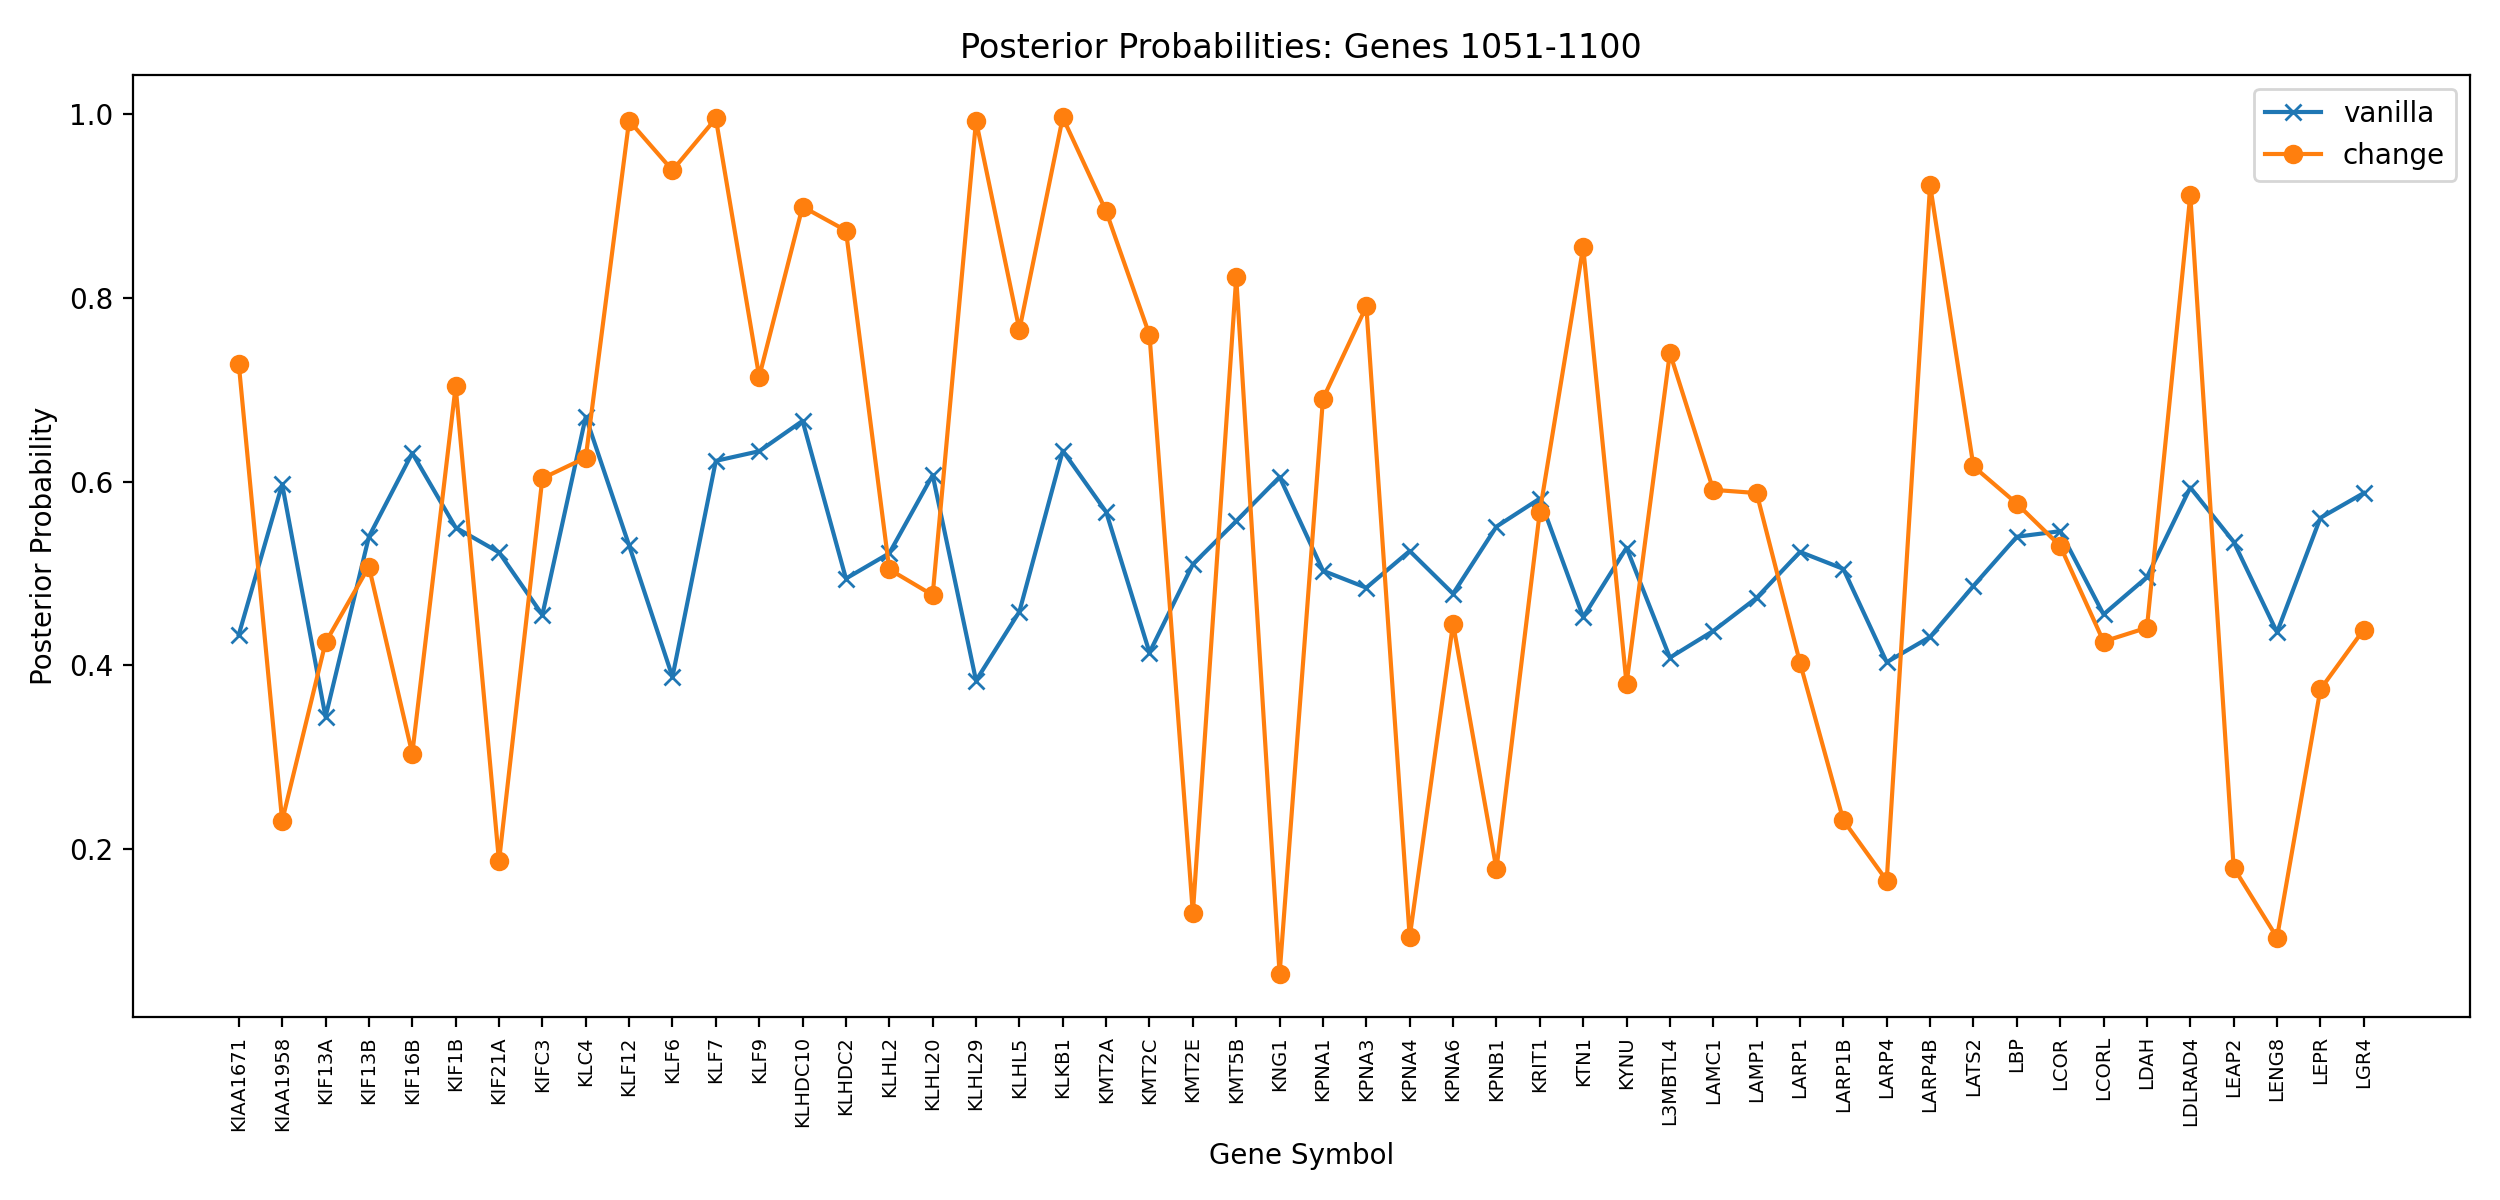 Posterior Probabilities: Genes 1051-1100
vanilla
change
Posterior Probability
1.0
0.8
0.6
0.4
0.2
KIAA1671
KIAA1958
KIF13A
KIF13B
KIF16B
KIF1B
KIF21A
KIFC3
KLC4
KLF12
KLF6
KLF7
KLF9
KLHDC10
KLHDC2
KLHL2
KLHL20
KLHL29
KLHL5
KLKB1
KMT2A
KMT2C
KMT2E
KMT5B
KNG1
KPNA1
KPNA3
KPNA4
KPNA6
KPNB1
KRIT1
KTN1
KYNU
L3MBTL4
LAMC1
LAMP1
LARP1
LARP1B
LARP4
LARP4B
LATS2
LBP
LCOR
LCORL
LDAH
LDLRAD4
LEAP2
LENG8
LEPR
LGR4
Gene Symbol